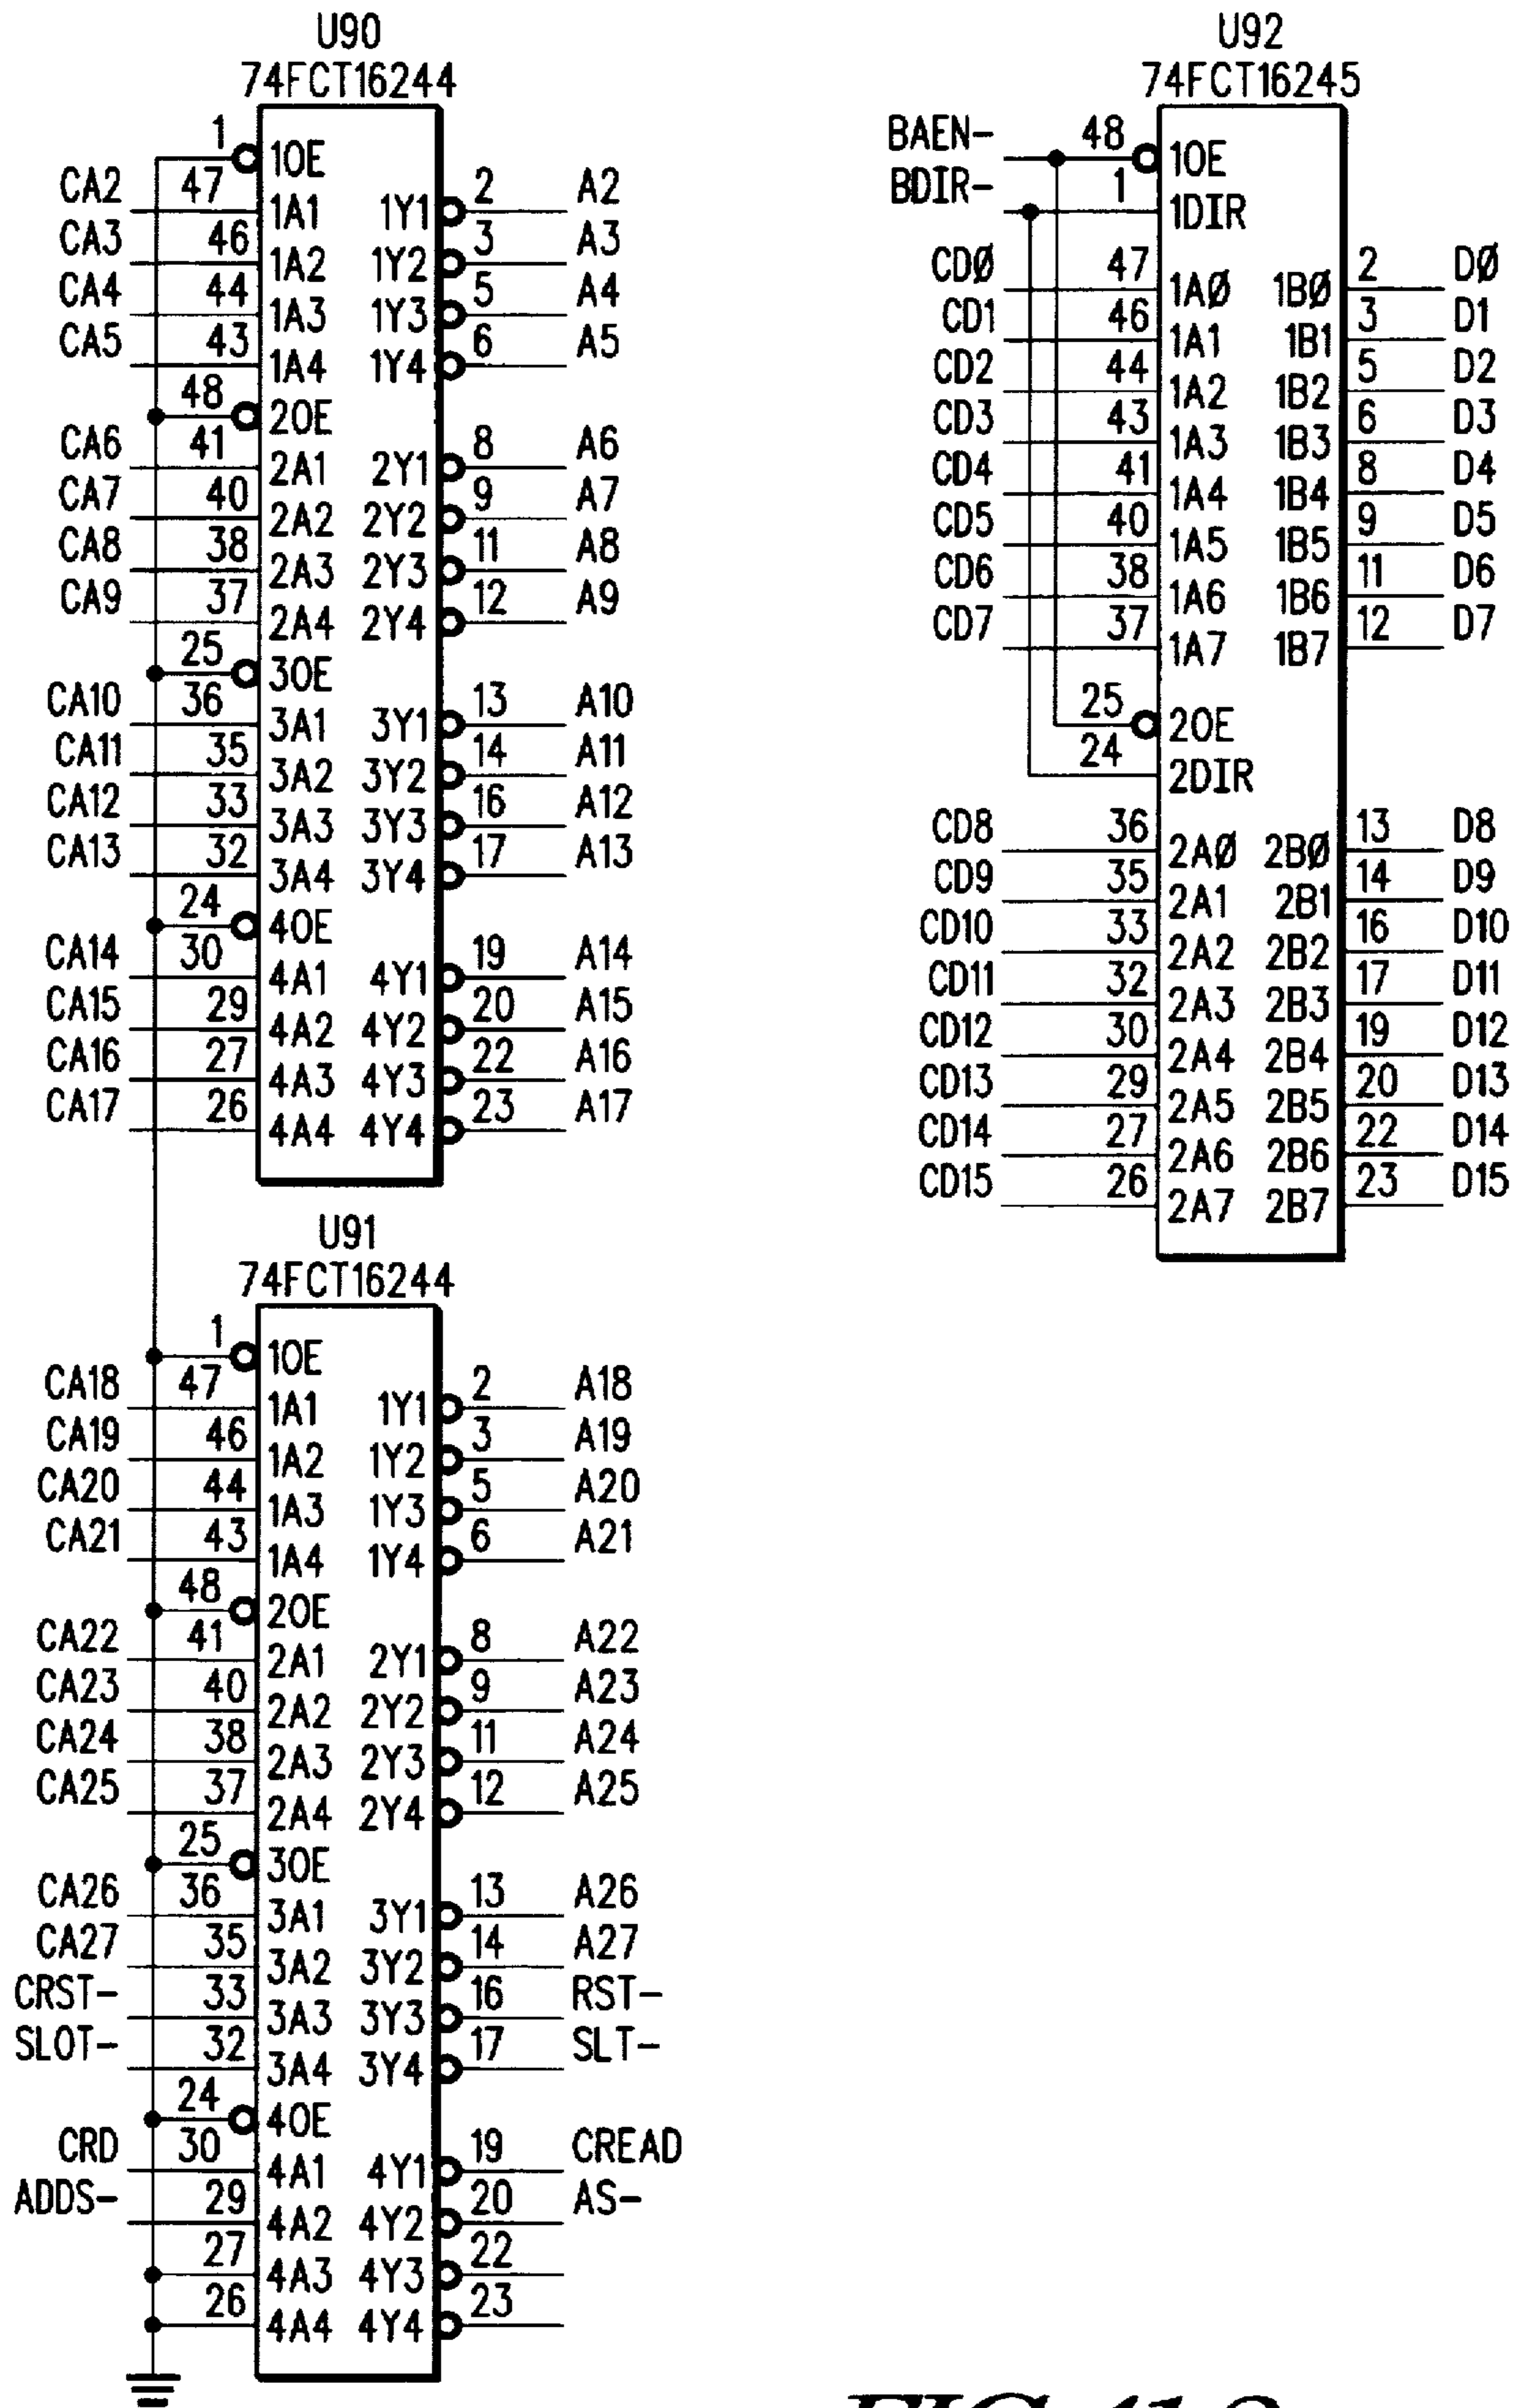 U90
74FCT16244
1 1OE
CA2 47 1A1 1Y1 2 A2
CA3 46 1A2 1Y2 3 A3
CA4 44 1A3 1Y3 5 A4
CA5 43 1A4 1Y4 6 A5
48 2OE
CA6 41 2A1 2Y1 8 A6
CA7 40 2A2 2Y2 9 A7
CA8 38 2A3 2Y3 11 A8
CA9 37 2A4 2Y4 12 A9
25 3OE
CA10 36 3A1 3Y1 13 A10
CA11 35 3A2 3Y2 14 A11
CA12 33 3A3 3Y3 16 A12
CA13 32 3A4 3Y4 17 A13
24 4OE
CA14 30 4A1 4Y1 19 A14
CA15 29 4A2 4Y2 20 A15
CA16 27 4A3 4Y3 22 A16
CA17 26 4A4 4Y4 23 A17
U91
74FCT16244
1 1OE
CA18 47 1A1 1Y1 2 A18
CA19 46 1A2 1Y2 3 A19
CA20 44 1A3 1Y3 5 A20
CA21 43 1A4 1Y4 6 A21
48 2OE
CA22 41 2A1 2Y1 8 A22
CA23 40 2A2 2Y2 9 A23
CA24 38 2A3 2Y3 11 A24
CA25 37 2A4 2Y4 12 A25
25 3OE
CA26 36 3A1 3Y1 13 A26
CA27 35 3A2 3Y2 14 A27
CRST- 33 3A3 3Y3 16 RST-
SLOT- 32 3A4 3Y4 17 SLT-
24 4OE
CRD 30 4A1 4Y1 19 CREAD
ADDS- 29 4A2 4Y2 20 AS-
27 4A3 4Y3 22
26 4A4 4Y4 23
U92
74FCT16245
BAEN- 48 1OE
BDIR- 1 1DIR
CDØ 47 1AØ 1BØ 2 DØ
CD1 46 1A1 1B1 3 D1
CD2 44 1A2 1B2 5 D2
CD3 43 1A3 1B3 6 D3
CD4 41 1A4 1B4 8 D4
CD5 40 1A5 1B5 9 D5
CD6 38 1A6 1B6 11 D6
CD7 37 1A7 1B7 12 D7
25 2OE
24 2DIR
CD8 36 2AØ 2BØ 13 D8
CD9 35 2A1 2B1 14 D9
CD10 33 2A2 2B2 16 D10
CD11 32 2A3 2B3 17 D11
CD12 30 2A4 2B4 19 D12
CD13 29 2A5 2B5 20 D13
CD14 27 2A6 2B6 22 D14
CD15 26 2A7 2B7 23 D15